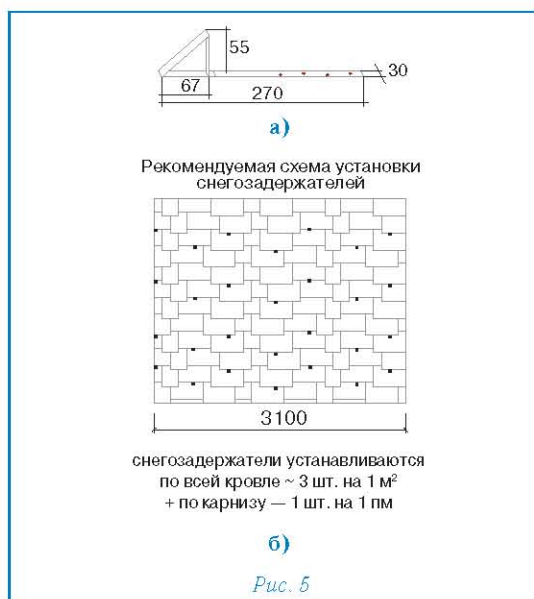 55
30
67
270
а)
Рекомендуемая схема установки
снегозадержателей
3100
снегозадержатели устанавливаются
по всей кровле ~ 3 шт. на 1 м²
+ по карнизу — 1 шт. на 1 пм
б)
Рис. 5